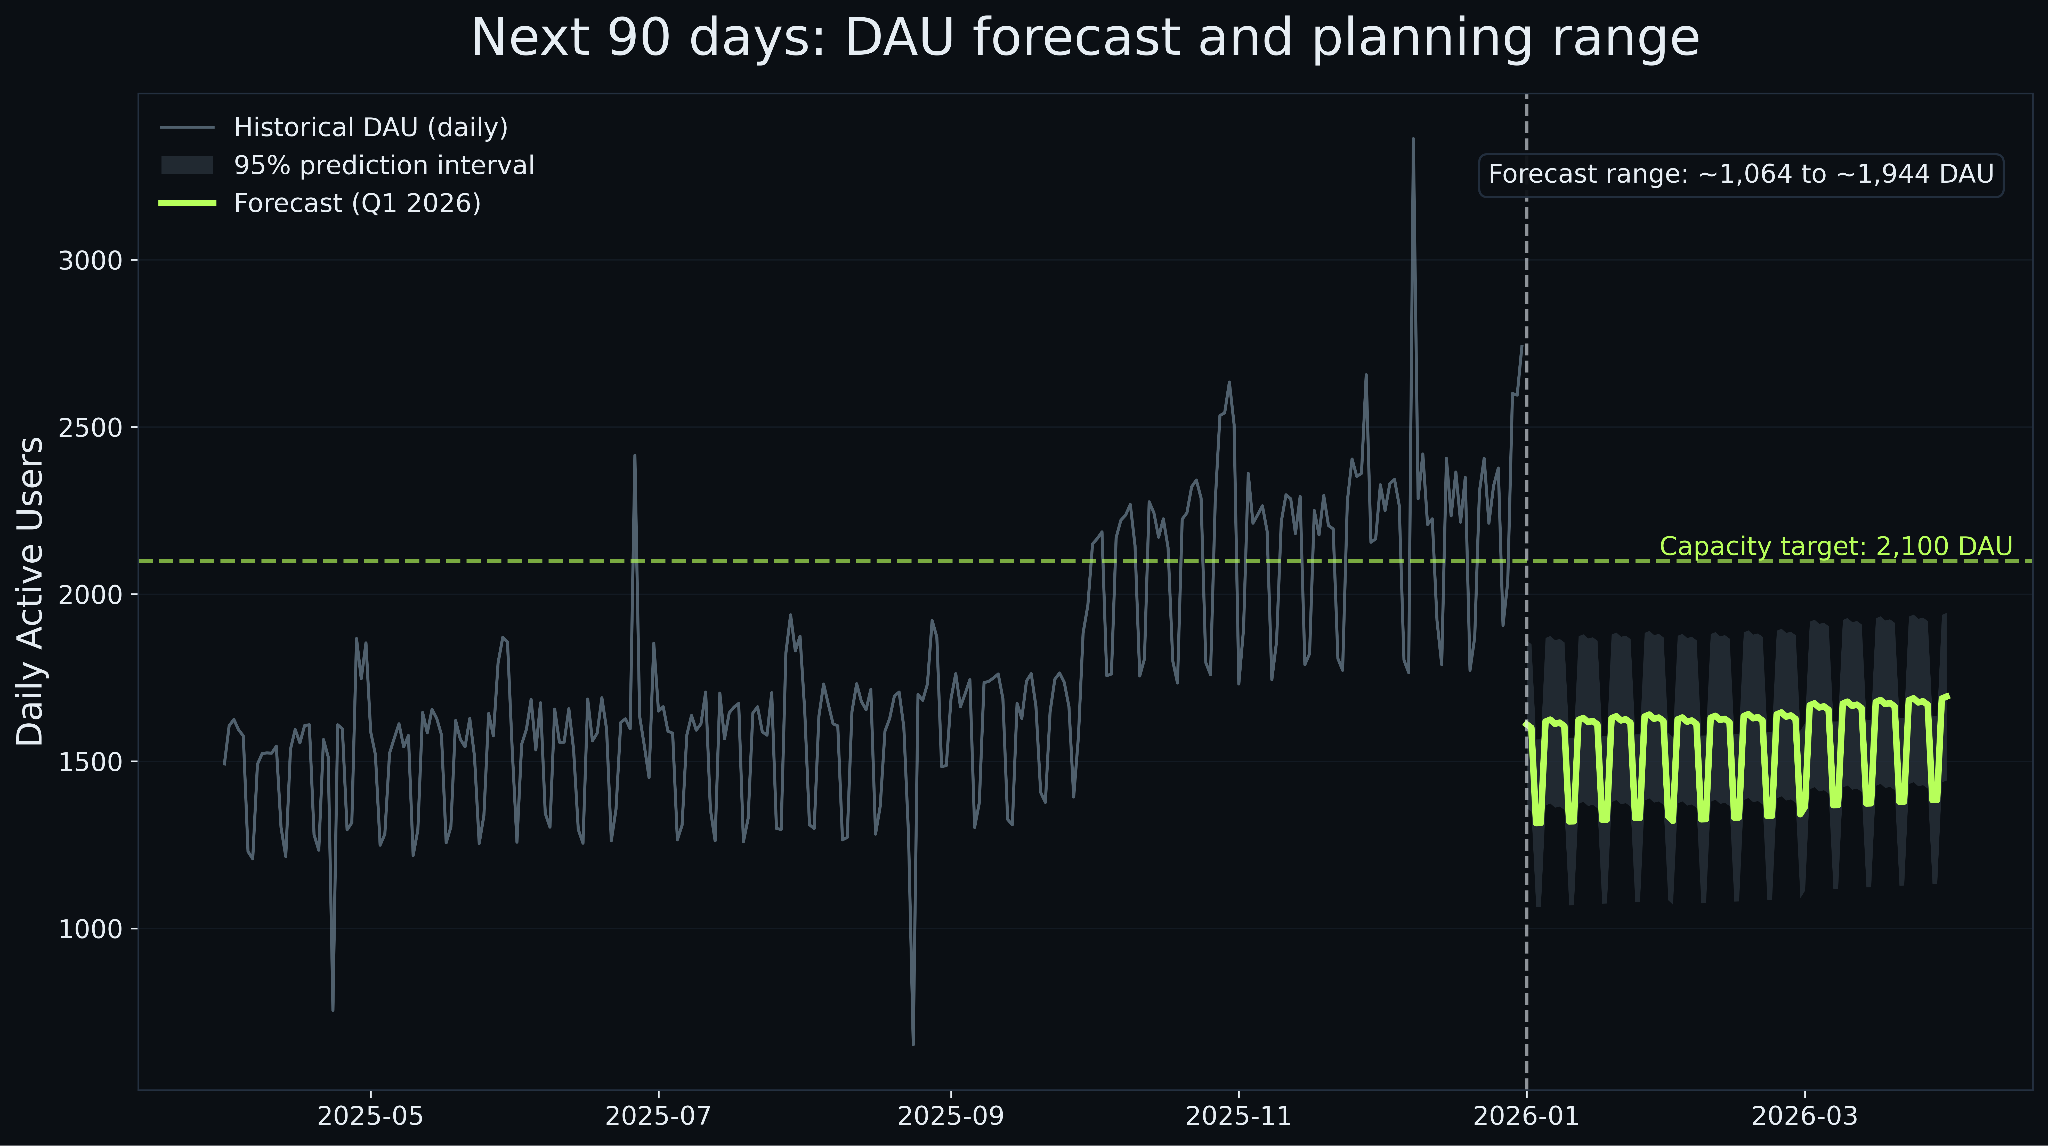 Next 90 days: DAU forecast and planning range
Historical DAU (daily)
95% prediction interval
Forecast (Q1 2026)
Forecast range: ~1,064 to ~1,944 DAU
Capacity target: 2,100 DAU
Daily Active Users
3000
2500
2000
1500
1000
2025-05
2025-07
2025-09
2025-11
2026-01
2026-03